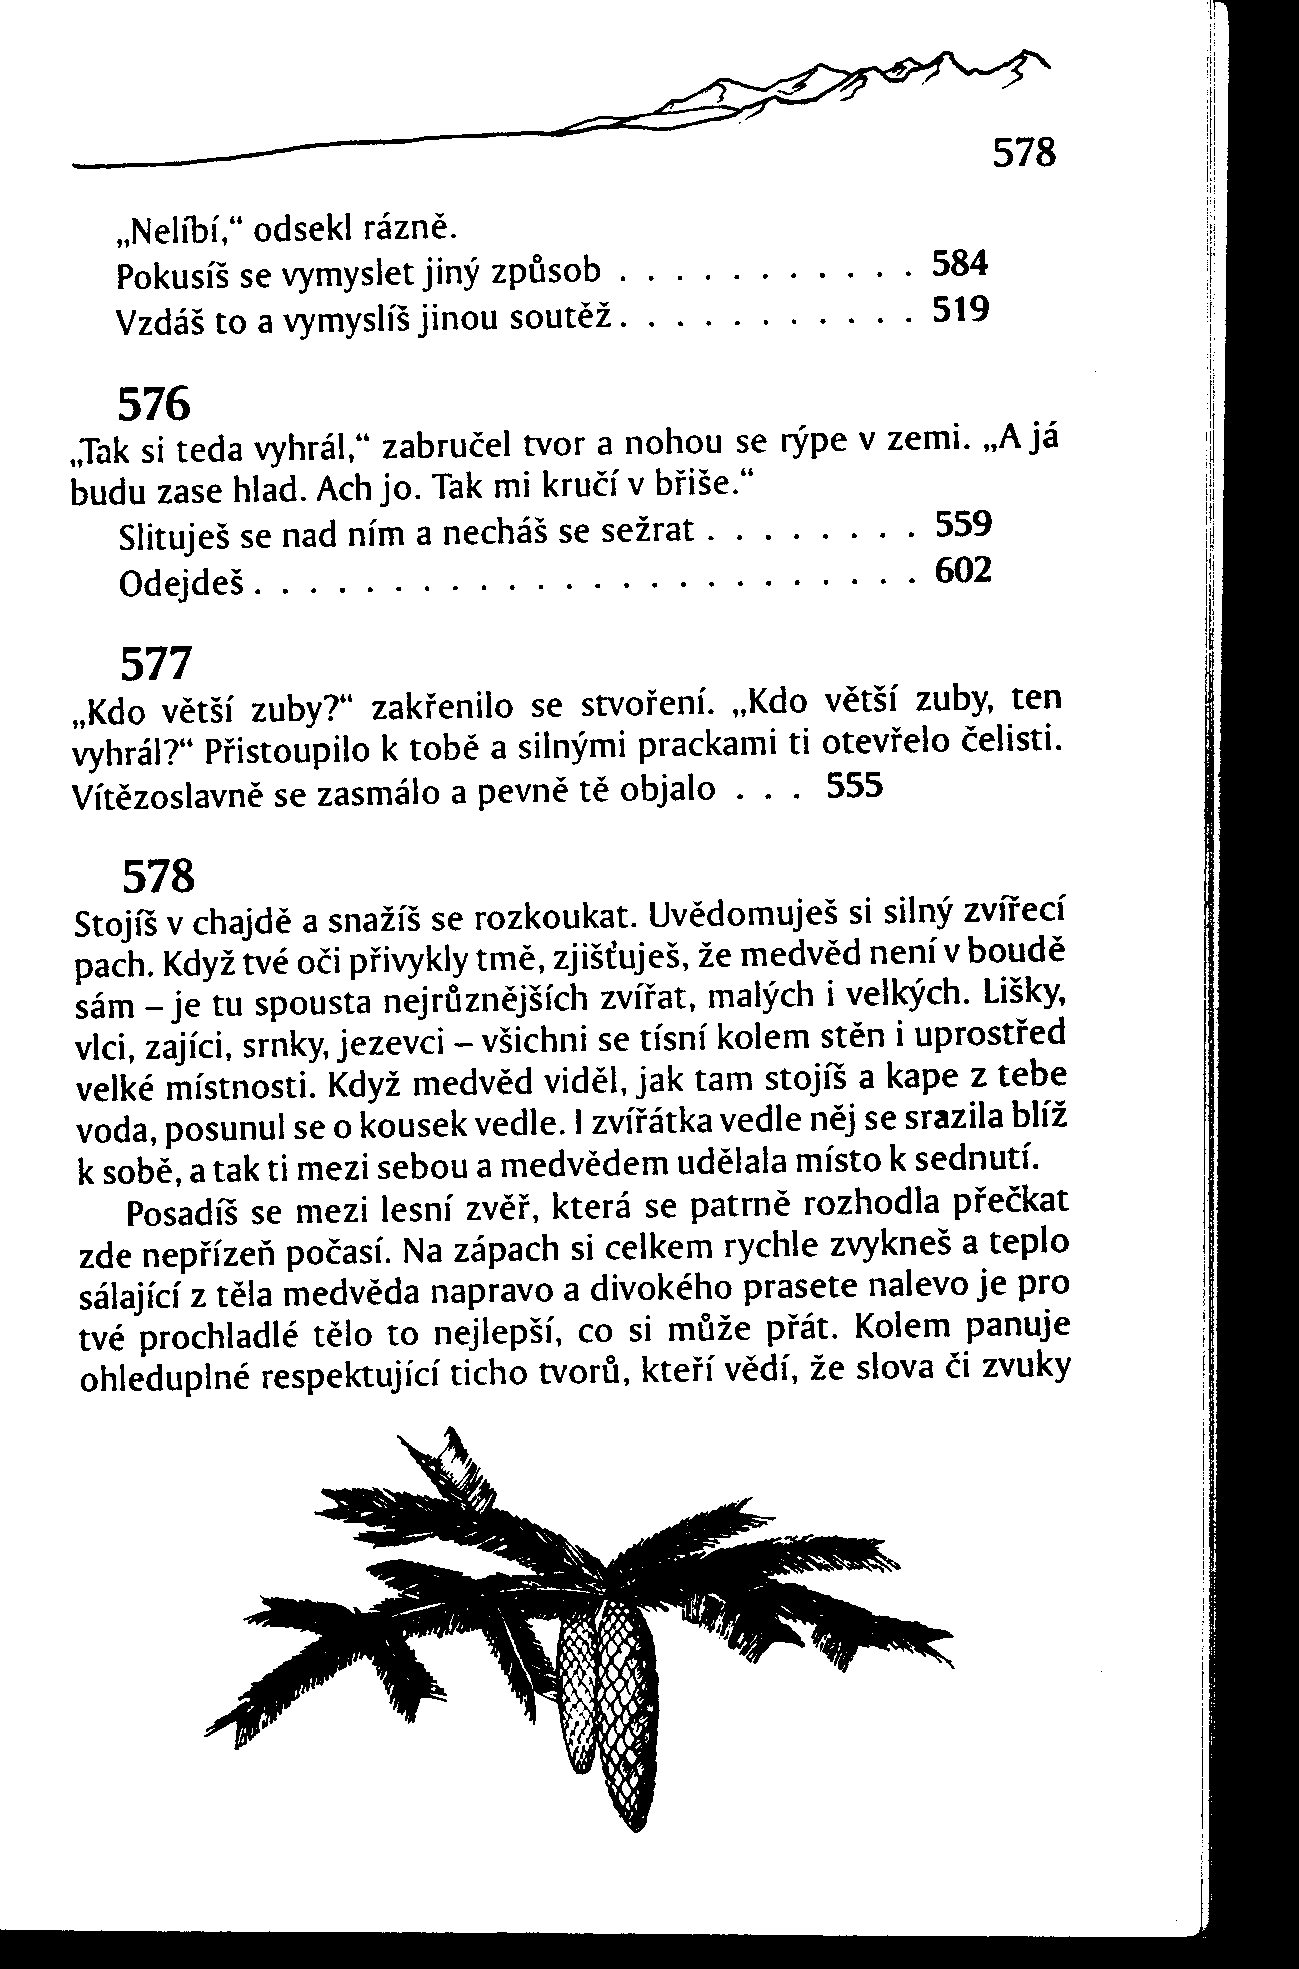 578
„Nelíbí,“ odsekl rázně.
Pokusíš se vymyslet jiný způsob . . . . . . . . . . . 584
Vzdáš to a vymyslíš jinou soutěž. . . . . . . . . . . 519
576
„Tak si teda vyhrál,“ zabručel tvor a nohou se rýpe v zemi. „A já
budu zase hlad. Ach jo. Tak mi kručí v břiše.“
Slituješ se nad ním a necháš se sežrat . . . . . . . . 559
Odejdeš. . . . . . . . . . . . . . . . . . . . . . . . 602
577
„Kdo větší zuby?“ zakřenilo se stvoření. „Kdo větší zuby, ten
vyhrál?“ Přistoupilo k tobě a silnými prackami ti otevřelo čelisti.
Vítězoslavně se zasmálo a pevně tě objalo . . . 555
578
Stojíš v chajdě a snažíš se rozkoukat. Uvědomuješ si silný zvířecí
pach. Když tvé oči přivykly tmě, zjišťuješ, že medvěd není v boudě
sám – je tu spousta nejrůznějších zvířat, malých i velkých. Lišky,
vlci, zajíci, srnky, jezevci – všichni se tísní kolem stěn i uprostřed
velké místnosti. Když medvěd viděl, jak tam stojíš a kape z tebe
voda, posunul se o kousek vedle. I zvířátka vedle něj se srazila blíž
k sobě, a tak ti mezi sebou a medvědem udělala místo k sednutí.
Posadíš se mezi lesní zvěř, která se patrně rozhodla přečkat
zde nepřízeň počasí. Na zápach si celkem rychle zvykneš a teplo
sálající z těla medvěda napravo a divokého prasete nalevo je pro
tvé prochladlé tělo to nejlepší, co si může přát. Kolem panuje
ohleduplné respektující ticho tvorů, kteří vědí, že slova či zvuky